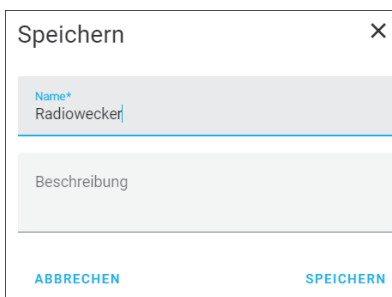 Speichern
Name*
Radiowecker
Beschreibung
ABBRECHEN SPEICHERN